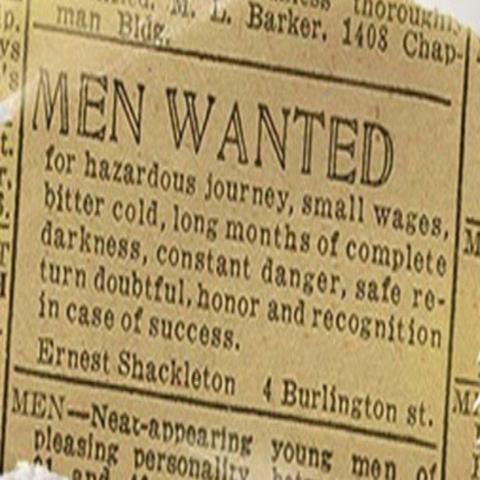 thoroughly
M. L. Barker, 1408 Chap-
man Bldg.
MEN WANTED
for hazardous journey, small wages,
bitter cold, long months of complete
darkness, constant danger, safe re-
turn doubtful, honor and recognition
in case of success.
Ernest Shackleton 4 Burlington st.
MEN—Neat-appearing young men of
pleasing personality
and